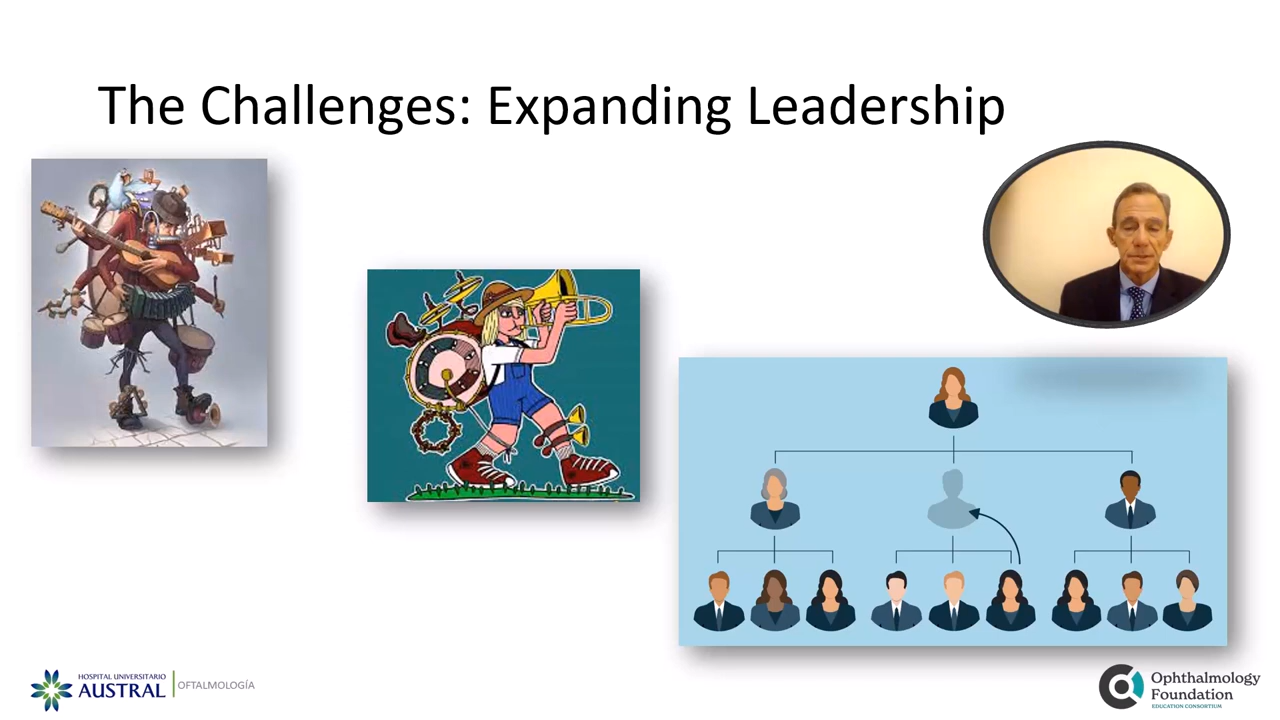 The Challenges: Expanding Leadership
HOSPITAL UNIVERSITARIO
AUSTRAL
OFTALMOLOGÍA
Ophthalmology
Foundation
EDUCATION CONSORTIUM